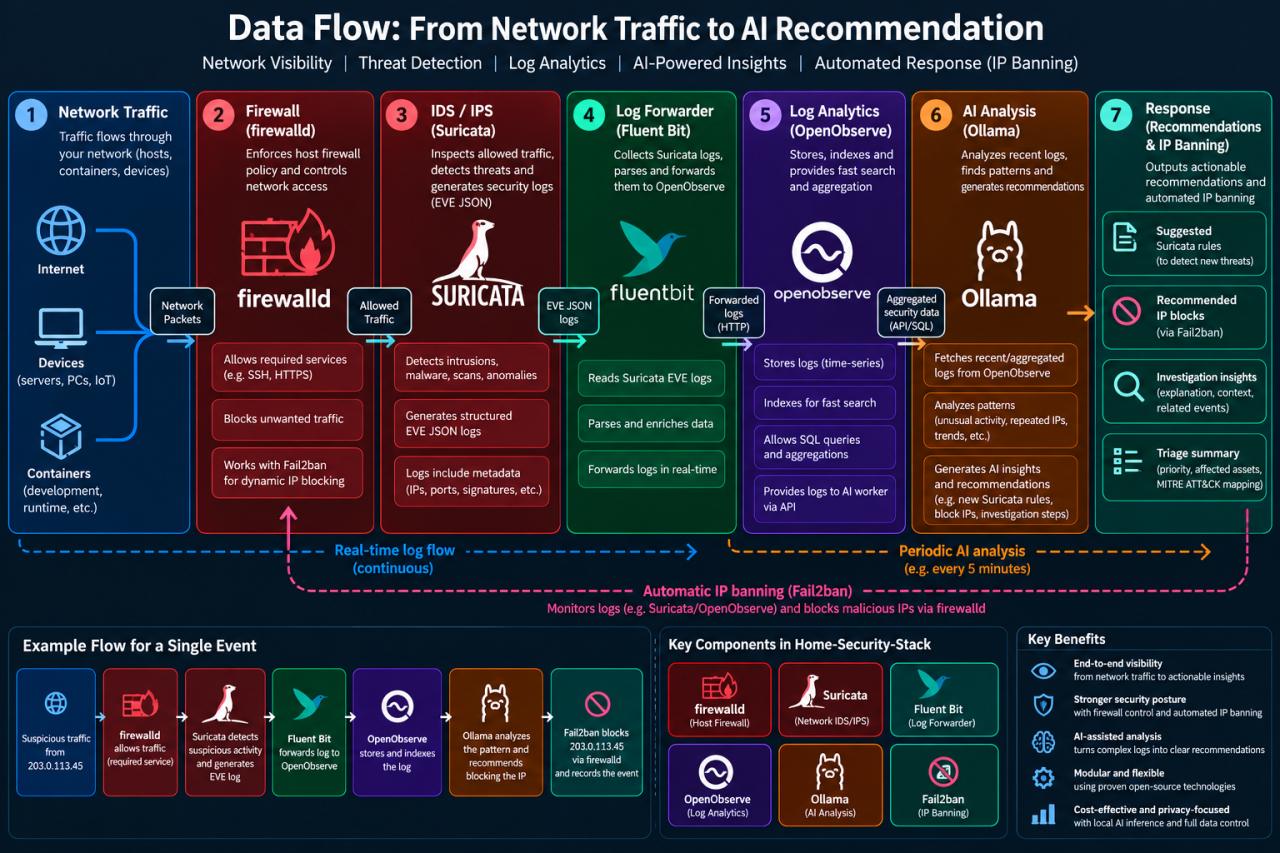 Data Flow: From Network Traffic to AI Recommendation
Network Visibility | Threat Detection | Log Analytics | AI-Powered Insights | Automated Response (IP Banning)
1
Network Traffic
Traffic flows through
your network (hosts,
containers, devices)
Internet
Devices
(servers, PCs, IoT)
Containers
(development,
runtime, etc.)
Network
Packets
2
Firewall
(firewalld)
Enforces host firewall
policy and controls
network access
firewalld
Allows required services
(e.g. SSH, HTTPS)
Blocks unwanted traffic
Works with Fail2ban
for dynamic IP blocking
Allowed
Traffic
3
IDS / IPS
(Suricata)
Inspects allowed traffic,
detects threats and
generates security logs
(EVE JSON)
SURICATA
Detects intrusions,
malware, scans, anomalies
Generates structured
EVE JSON logs
Logs include metadata
(IPs, ports, signatures, etc.)
EVE JSON
logs
4
Log Forwarder
(Fluent Bit)
Collects Suricata logs,
parses and forwards
them to OpenObserve
fluentbit
Reads Suricata EVE logs
Parses and enriches data
Forwards logs in real-time
Forwarded
logs
(HTTP)
5
Log Analytics
(OpenObserve)
Stores, indexes and
provides fast search
and aggregation
openobserve
Stores logs (time-series)
Indexes for fast search
Allows SQL queries
and aggregations
Provides logs to AI worker
via API
Aggregated
security data
(API/SQL)
6
AI Analysis
(Ollama)
Analyzes recent logs,
finds patterns and
generates recommendations
Ollama
Fetches recent/aggregated
logs from OpenObserve
Analyzes patterns
(unusual activity, repeated IPs,
trends, etc.)
Generates AI insights
and recommendations
(e.g. new Suricata rules,
block IPs, investigation steps)
7
Response
(Recommendations
& IP Banning)
Outputs actionable
recommendations and
automated IP banning
Suggested
Suricata rules
(to detect new threats)
Recommended
IP blocks
(via Fail2ban)
Investigation insights
(explanation, context,
related events)
Triage summary
(priority, affected assets,
MITRE ATT&CK mapping)
Real-time log flow
(continuous)
Periodic AI analysis
(e.g. every 5 minutes)
Automatic IP banning (Fail2ban)
Monitors logs (e.g. Suricata/OpenObserve) and blocks malicious IPs via firewalld
Example Flow for a Single Event
Suspicious traffic
from
203.0.113.45
firewalld
allows traffic
(required service)
Suricata detects
suspicious activity
and generates
EVE log
Fluent Bit
forwards log to
OpenObserve
OpenObserve
stores and indexes
the log
Ollama analyzes
the pattern and
recommends
blocking the IP
Fail2ban blocks
203.0.113.45
via firewalld
and records the event
Key Components in Home-Security-Stack
firewalld
(Host Firewall)
Suricata
(Network IDS/IPS)
Fluent Bit
(Log Forwarder)
OpenObserve
(Log Analytics)
Ollama
(AI Analysis)
Fail2ban
(IP Banning)
Key Benefits
End-to-end visibility
from network traffic to actionable insights
Stronger security posture
with firewall control and automated IP banning
AI-assisted analysis
turns complex logs into clear recommendations
Modular and flexible
using proven open-source technologies
Cost-effective and privacy-focused
with local AI inference and full data control